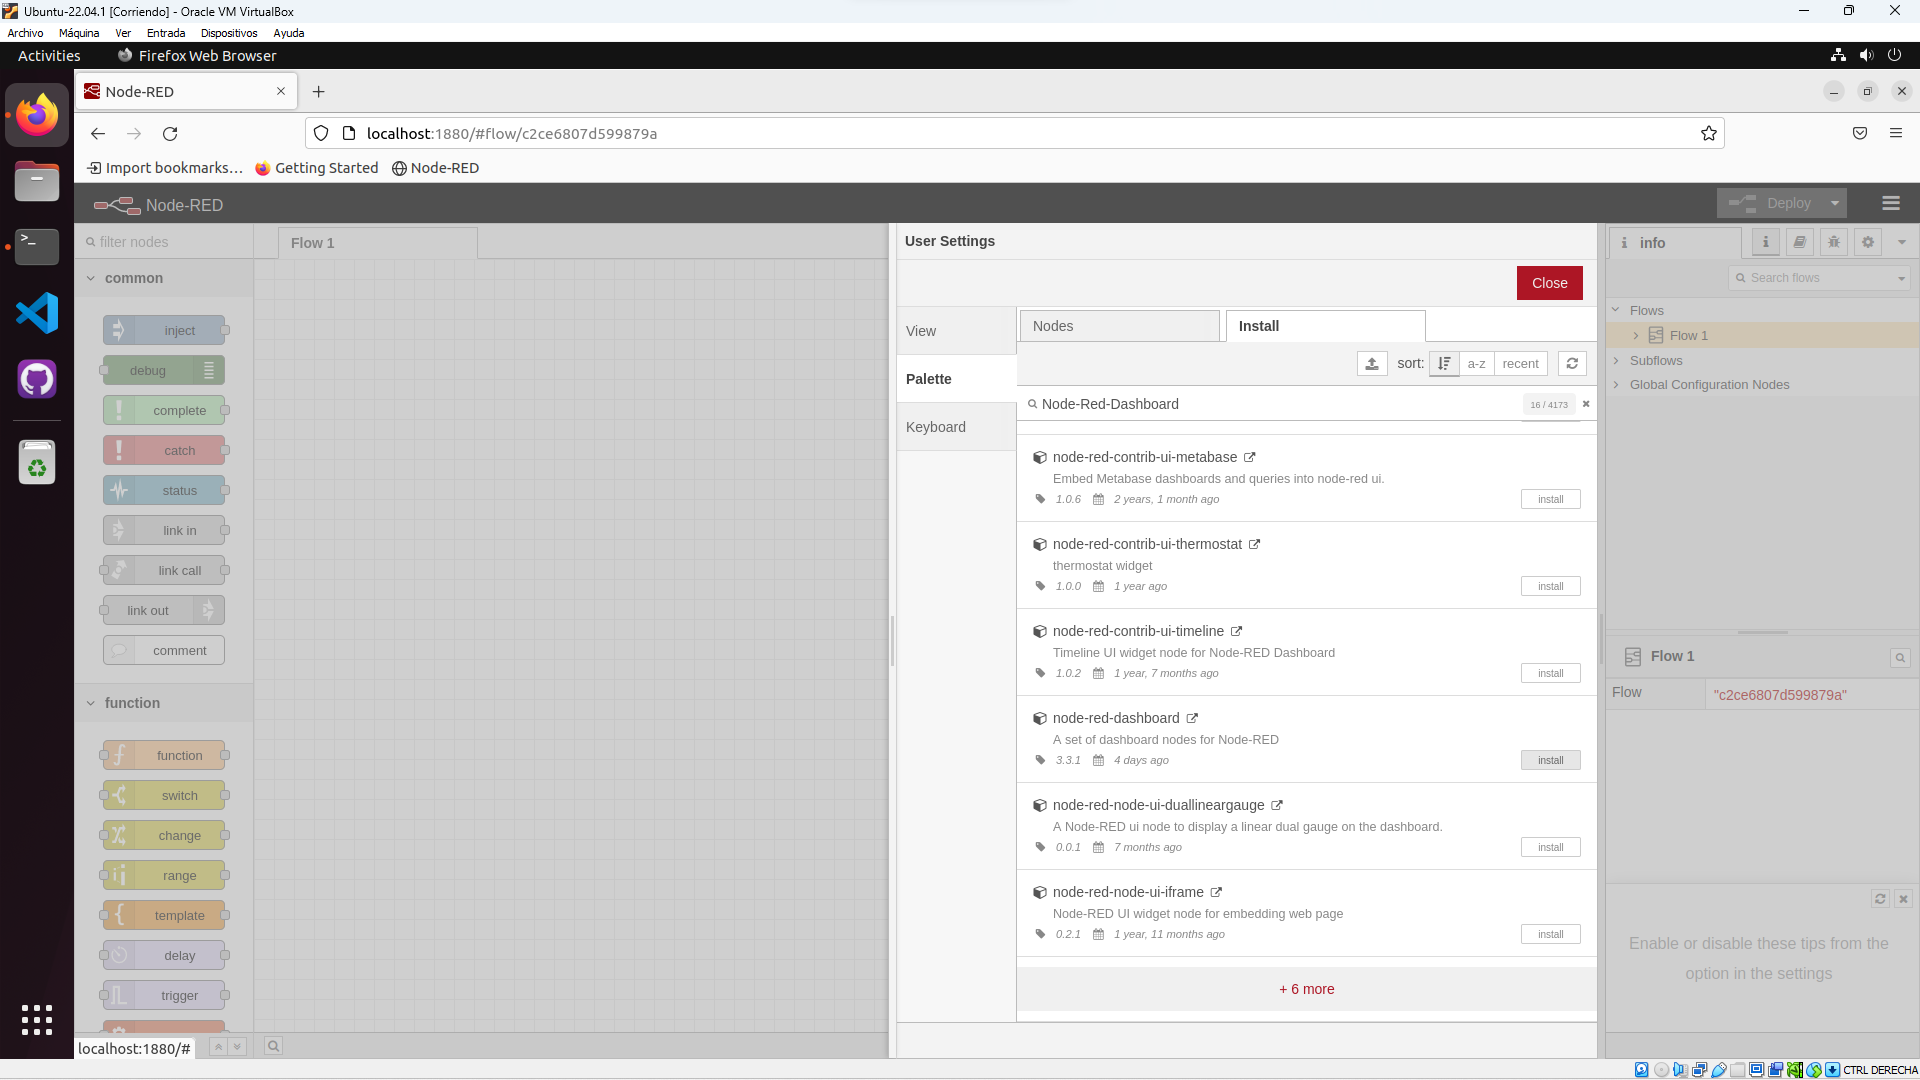 Ubuntu-22.04.1 [Corriendo] - Oracle VM VirtualBox
Archivo Máquina Ver Entrada Dispositivos Ayuda
Activities Firefox Web Browser
Node-RED
localhost:1880/#flow/c2ce6807d599879a
Import bookmarks… Getting Started Node-RED
Node-RED Deploy
filter nodes
common
inject
debug
complete
catch
status
link in
link call
link out
comment
function
function
switch
change
range
template
delay
trigger
localhost:1880/#
Flow 1
User Settings
Close
View
Palette
Keyboard
Nodes Install
sort: a-z recent
Node-Red-Dashboard 16 / 4173
node-red-contrib-ui-metabase
Embed Metabase dashboards and queries into node-red ui.
1.0.6 2 years, 1 month ago install
node-red-contrib-ui-thermostat
thermostat widget
1.0.0 1 year ago install
node-red-contrib-ui-timeline
Timeline UI widget node for Node-RED Dashboard
1.0.2 1 year, 7 months ago install
node-red-dashboard
A set of dashboard nodes for Node-RED
3.3.1 4 days ago install
node-red-node-ui-duallineargauge
A Node-RED ui node to display a linear dual gauge on the dashboard.
0.0.1 7 months ago install
node-red-node-ui-iframe
Node-RED UI widget node for embedding web page
0.2.1 1 year, 11 months ago install
+ 6 more
info
Search flows
Flows
Flow 1
Subflows
Global Configuration Nodes
Flow 1
Flow "c2ce6807d599879a"
Enable or disable these tips from the
option in the settings
CTRL DERECHA